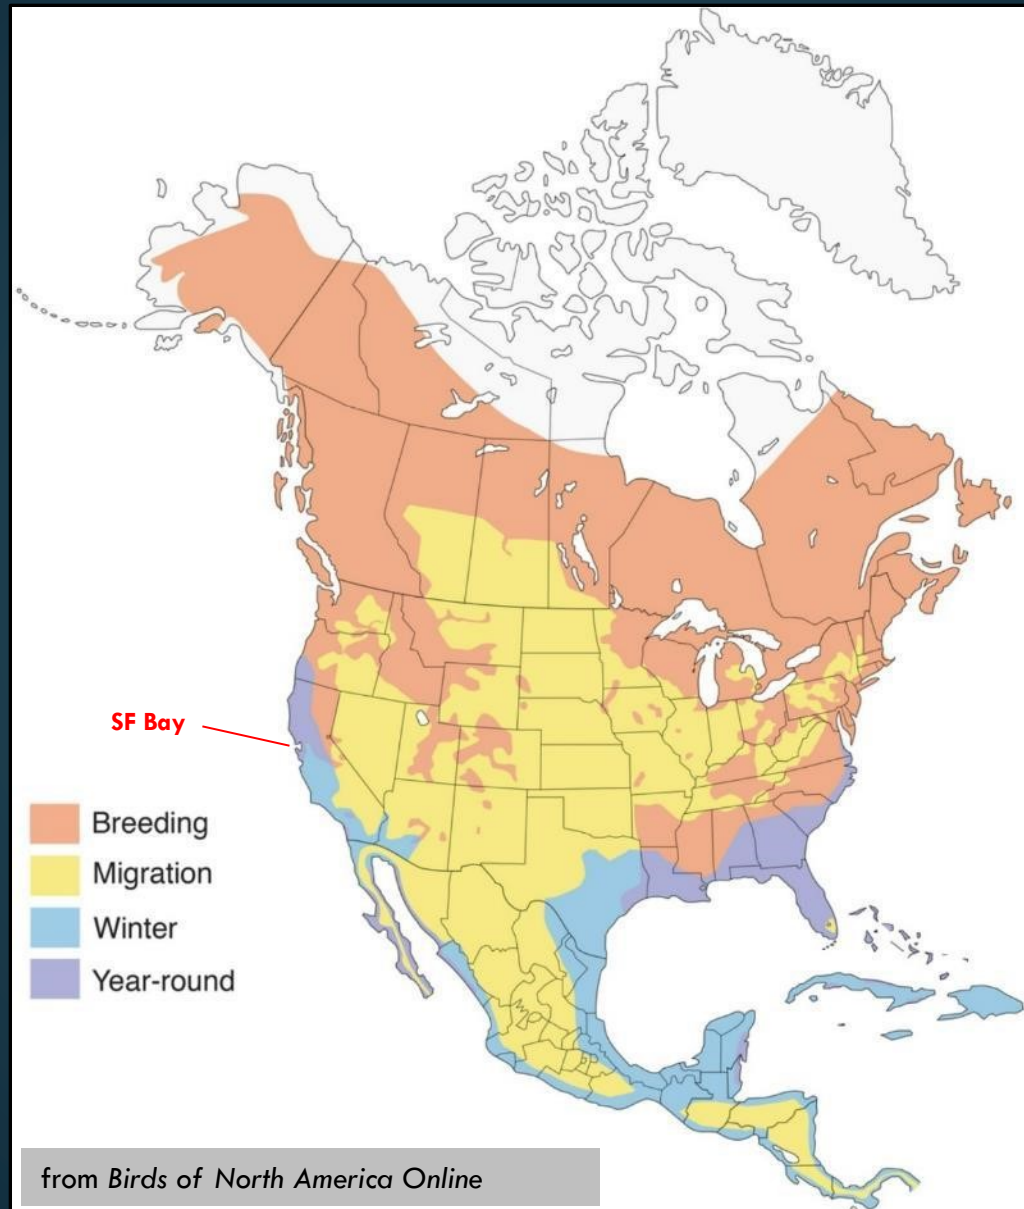 SF Bay
Breeding
Migration
Winter
Year-round
from Birds of North America Online